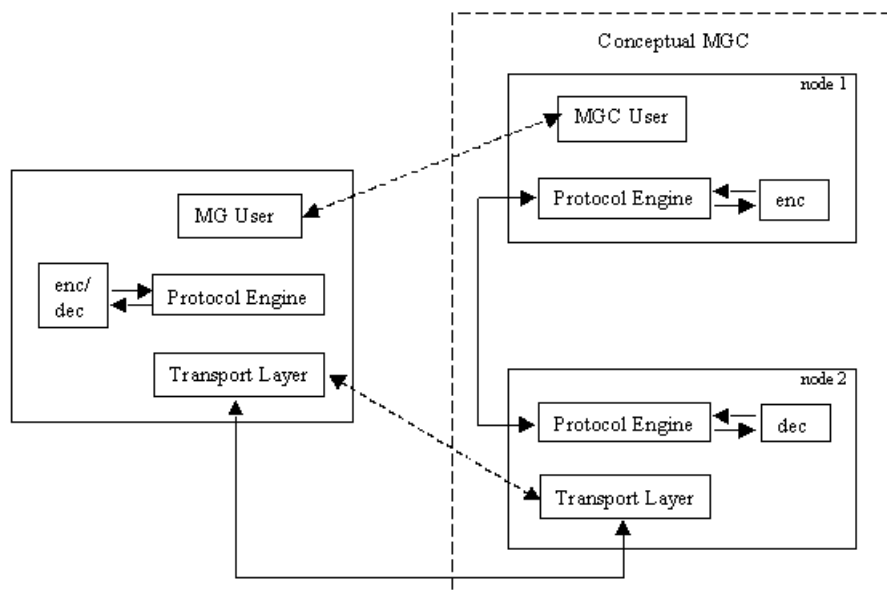 Conceptual MGC
node 1
MGC User
Protocol Engine
enc
MG User
enc/
dec
Protocol Engine
Transport Layer
node 2
Protocol Engine
dec
Transport Layer